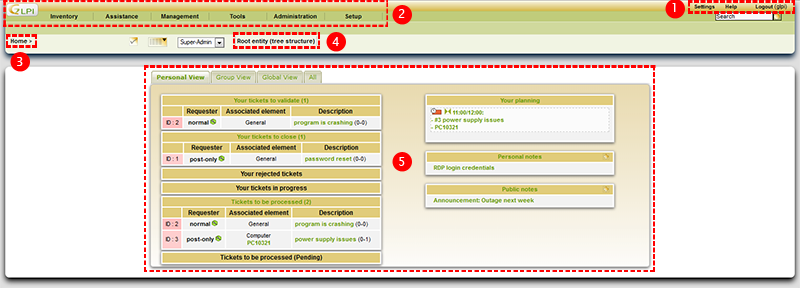 GLPI
Inventory Assistance Management Tools Administration Setup
2
1
Settings Help Logout (glpi)
Search
Home >
Super-Admin
Root entity (tree structure)
4
3
Personal View Group View Global View All
Your tickets to validate (1)
Requester Associated element Description
ID : 2 normal General program is crashing (0-0)
Your tickets to close (1)
Requester Associated element Description
ID : 1 post-only General password reset (0-0)
Your rejected tickets
Your tickets in progress
Tickets to be processed (2)
Requester Associated element Description
ID : 2 normal General program is crashing (0-0)
ID : 3 post-only Computer PC10321 power supply issues (0-1)
Tickets to be processed (Pending)
5
Your planning
11:00/12:00:
- #3 power supply issues
- PC10321
Personal notes
RDP login credentials
Public notes
Announcement: Outage next week